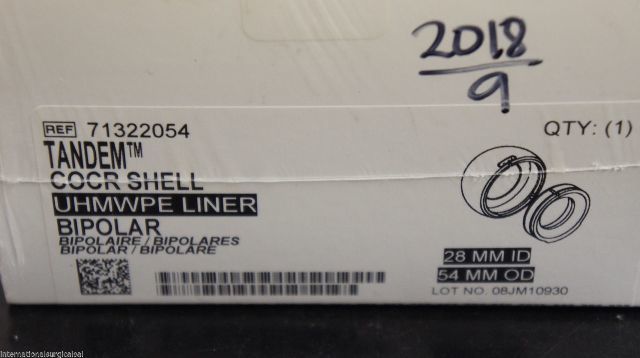 2018
9
REF 71322054
QTY: (1)
TANDEM™
COCR SHELL
UHMWPE LINER
BIPOLAR
BIPOLAIRE / BIPOLARES
BIPOLAR / BIPOLARE
28 MM ID
54 MM OD
LOT NO. 08JM10930
internationalsurgicalpal